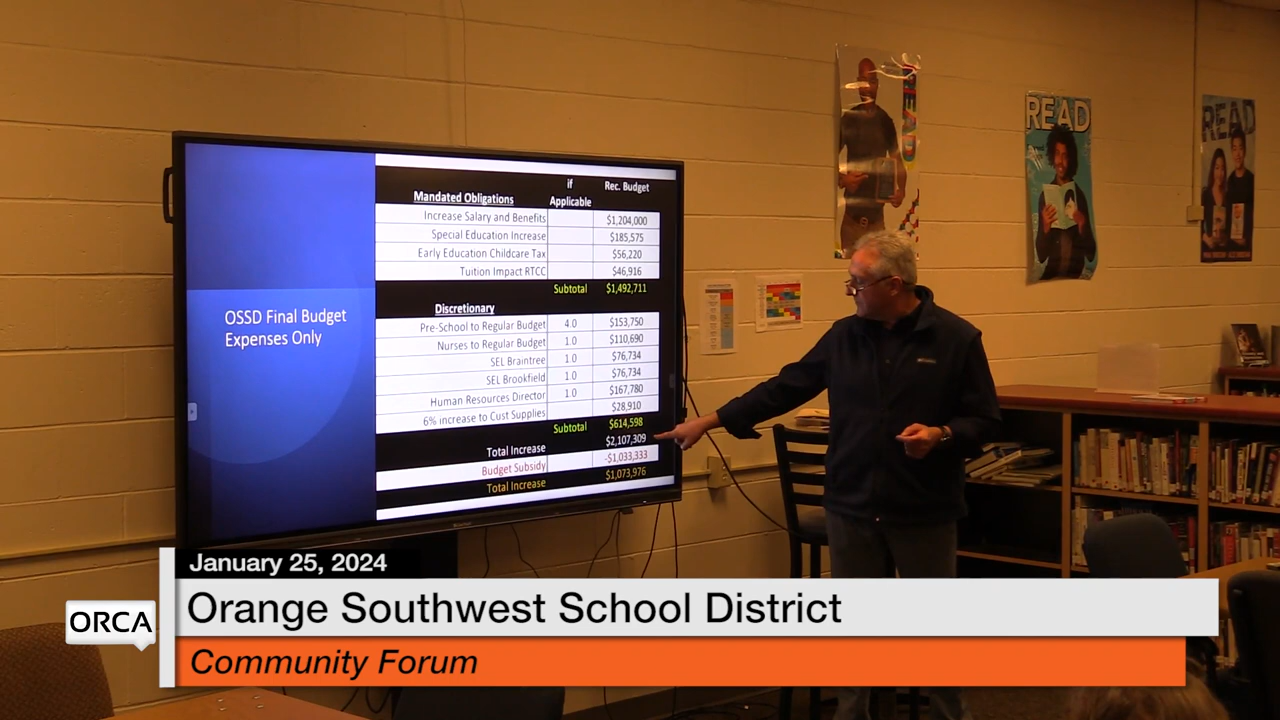 if Applicable Rec. Budget
Mandated Obligations
Increase Salary and Benefits $1,204,000
Special Education Increase $185,575
Early Education Childcare Tax $56,220
Tuition Impact RTCC $46,916
Subtotal $1,492,711
OSSD Final Budget
Expenses Only
Discretionary
Pre-School to Regular Budget 4.0 $153,750
Nurses to Regular Budget 1.0 $110,690
SEL Braintree 1.0 $76,734
SEL Brookfield 1.0 $76,734
Human Resources Director 1.0 $167,780
6% increase to Cust Supplies $28,910
Subtotal $614,598
Total Increase $2,107,309
Budget Subsidy -$1,033,333
Total Increase $1,073,976
READ
READ
READ
January 25, 2024
Orange Southwest School District
ORCA
Community Forum